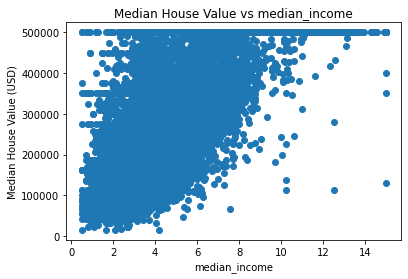 Median House Value vs median_income
Median House Value (USD)
500000
400000
300000
200000
100000
0
0 2 4 6 8 10 12 14
median_income